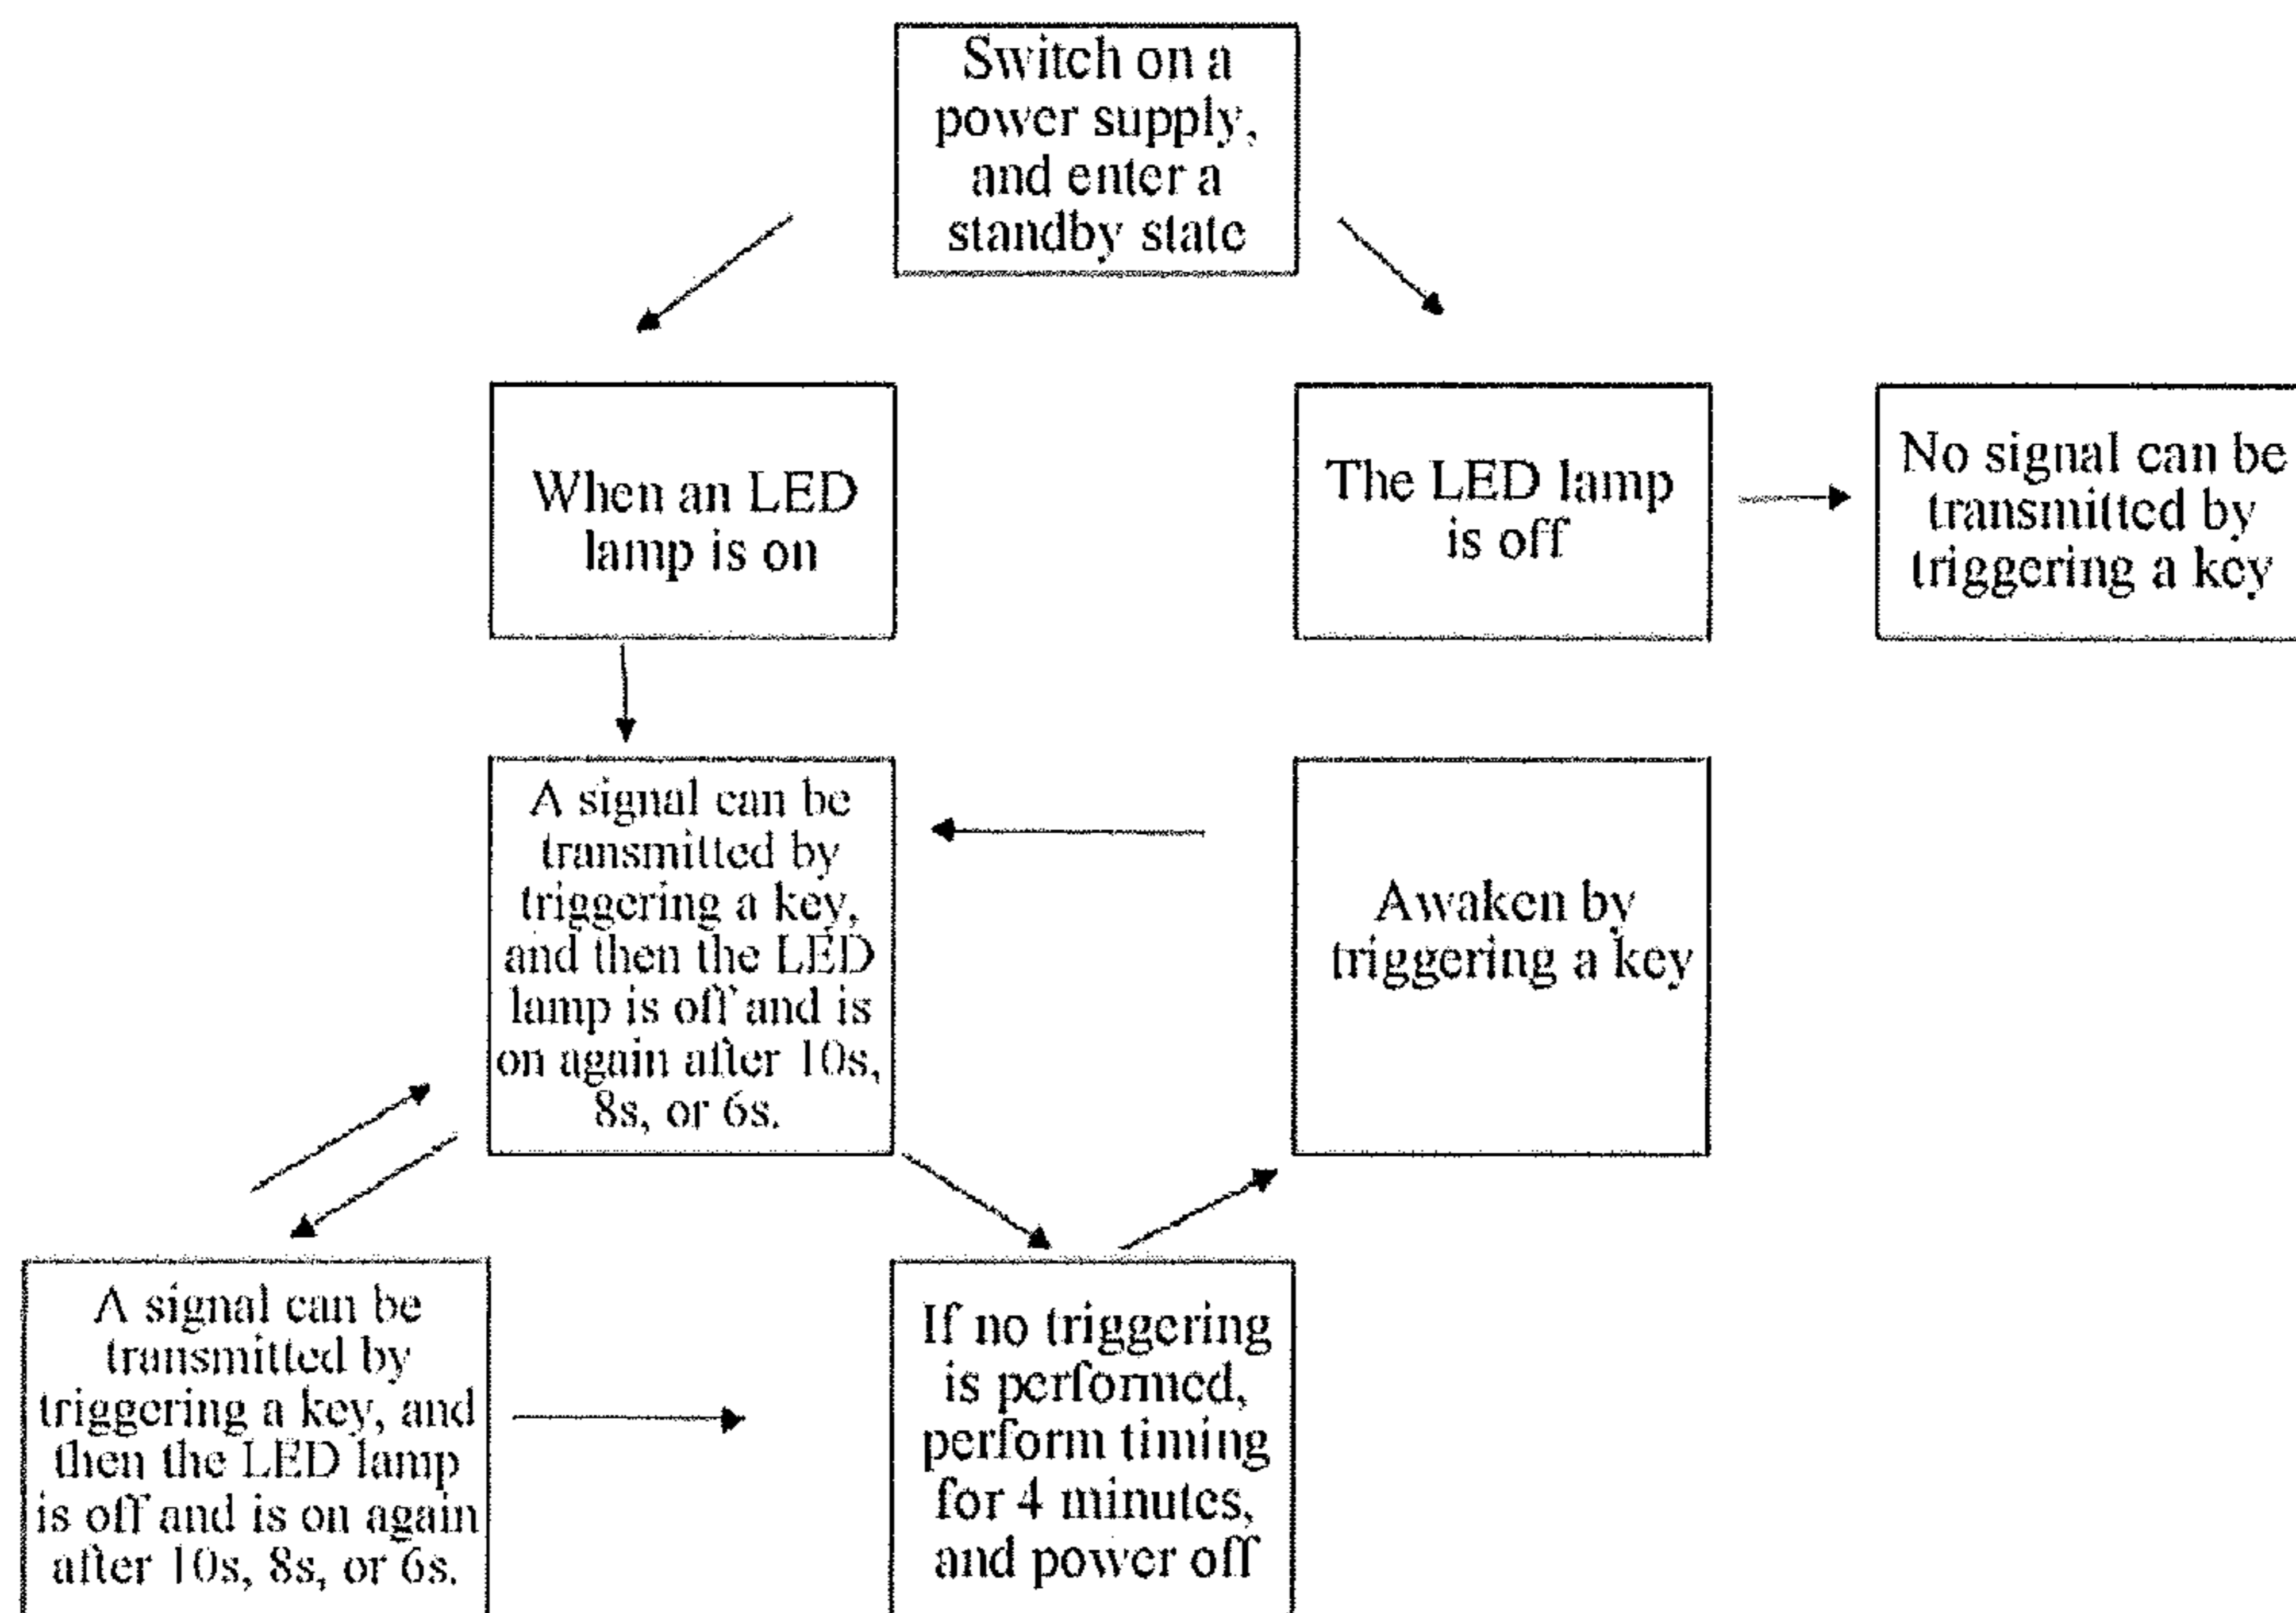 Switch on a
power supply,
and enter a
standby state
When an LED
lamp is on
The LED lamp
is off
No signal can be
transmitted by
triggering a key
A signal can be
transmitted by
triggering a key,
and then the LED
lamp is off and is
on again after 10s,
8s, or 6s.
Awaken by
triggering a key
A signal can be
transmitted by
triggering a key, and
then the LED lamp
is off and is on again
after 10s, 8s, or 6s.
If no triggering
is performed,
perform timing
for 4 minutes,
and power off